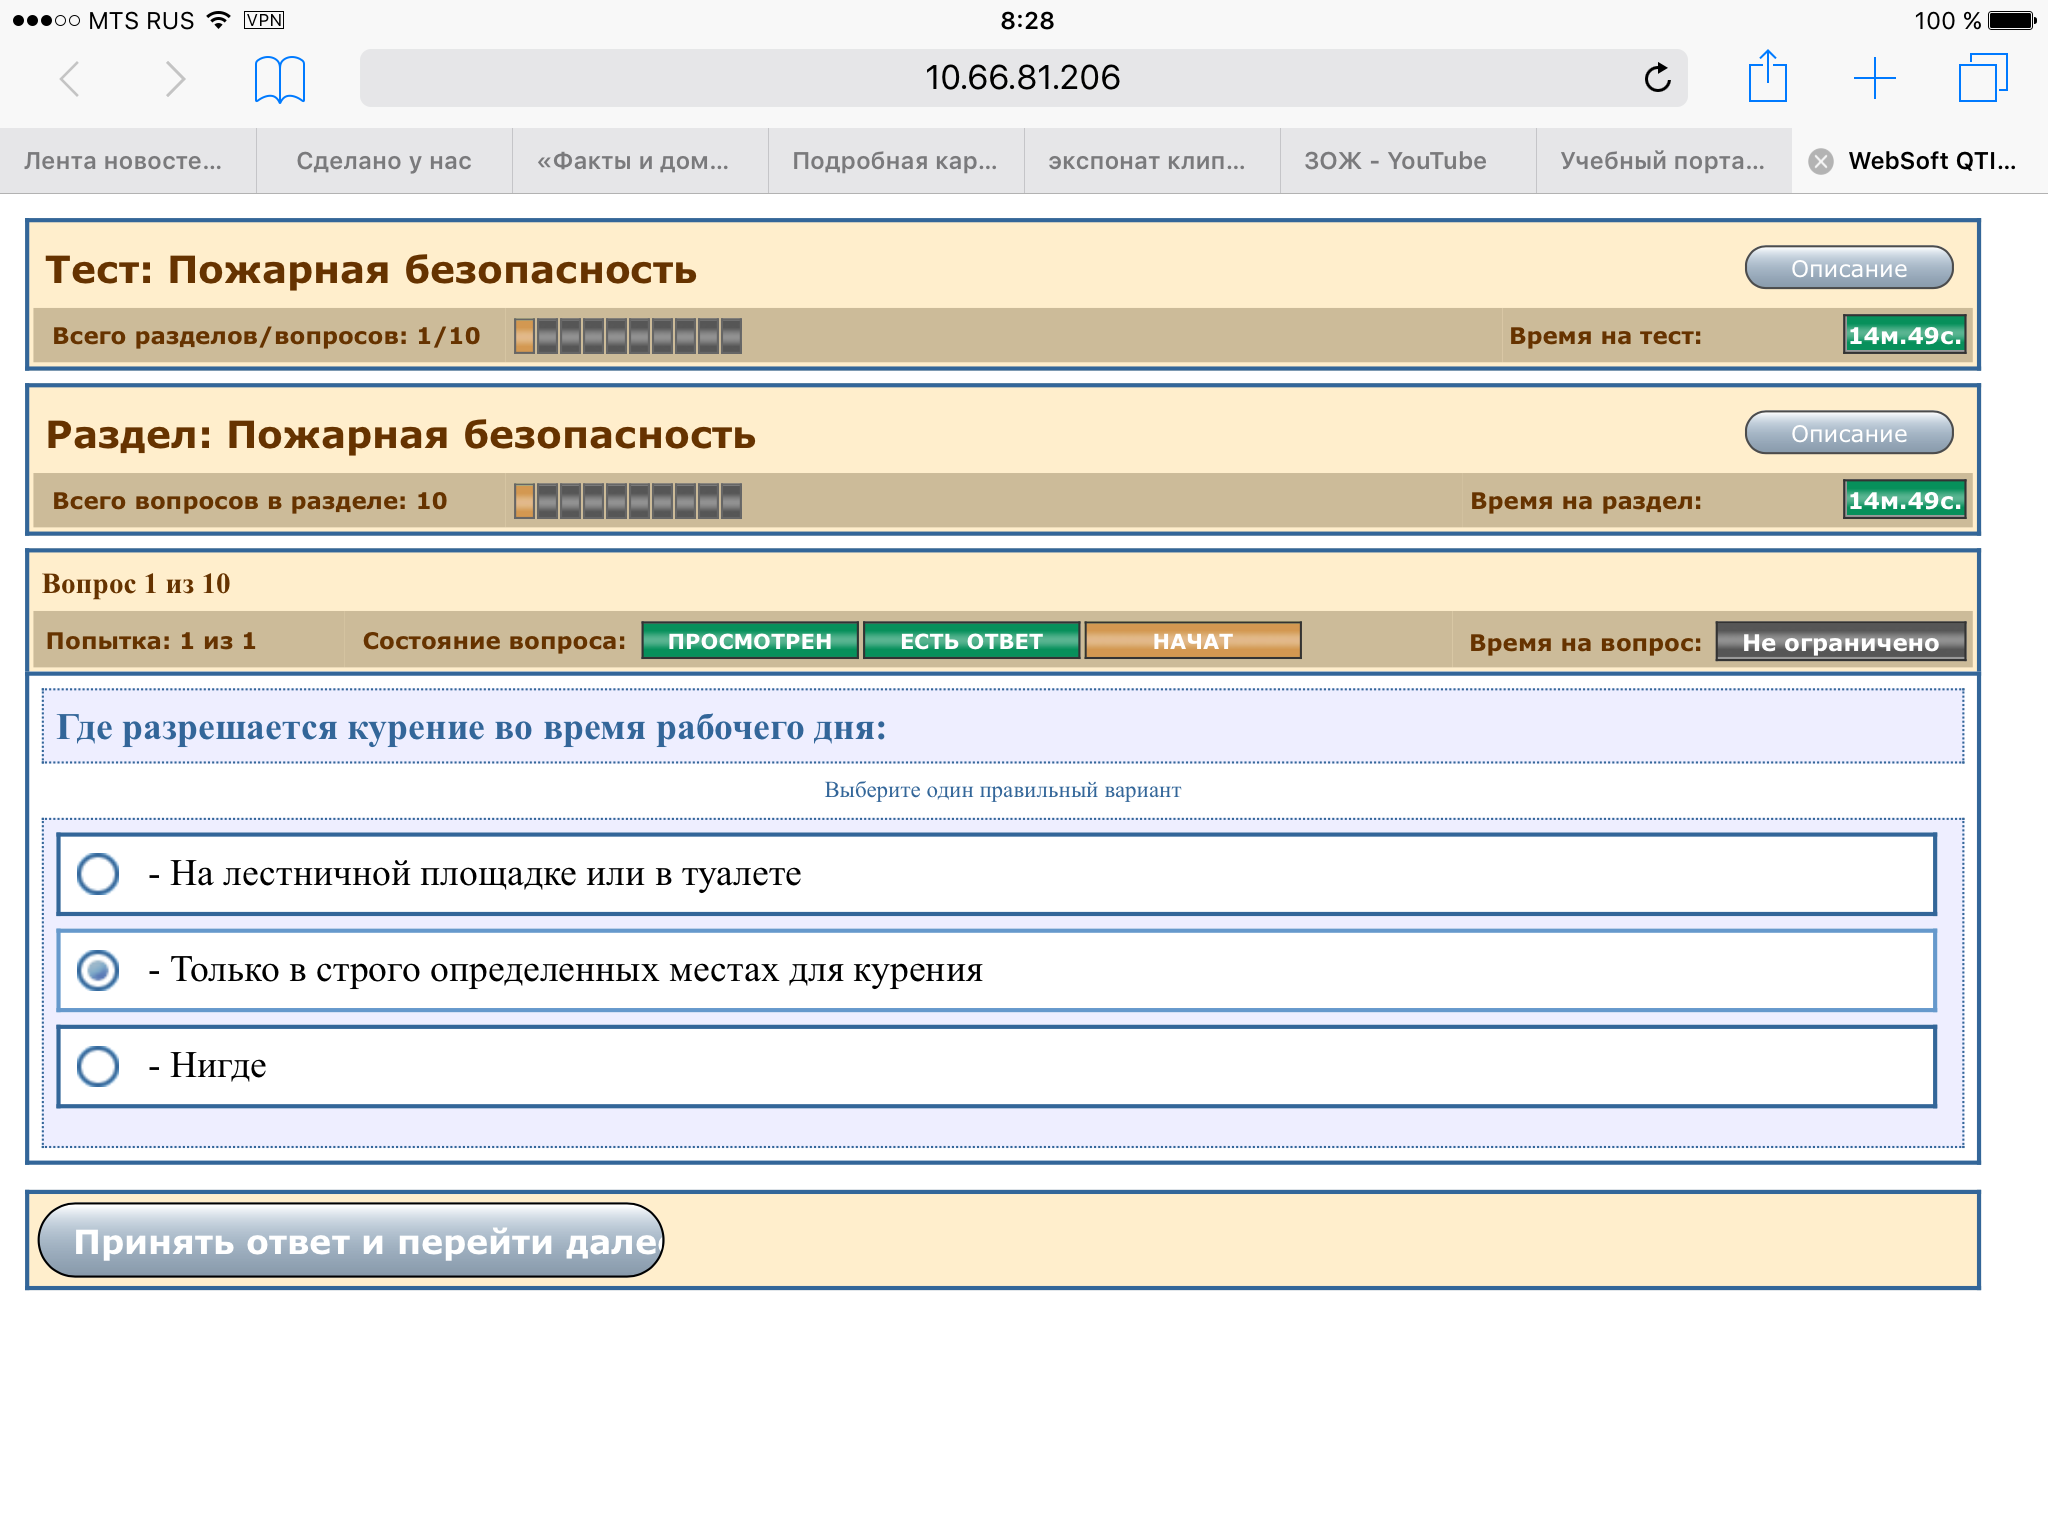 MTS RUS VPN 8:28 100 %
10.66.81.206
Лента новосте... Сделано у нас «Факты и дом... Подробная кар... экспонат клип... ЗОЖ - YouTube Учебный порта... WebSoft QTI...
Тест: Пожарная безопасность Описание
Всего разделов/вопросов: 1/10 Время на тест: 14м.49с.
Раздел: Пожарная безопасность Описание
Всего вопросов в разделе: 10 Время на раздел: 14м.49с.
Вопрос 1 из 10
Попытка: 1 из 1 Состояние вопроса: ПРОСМОТРЕН ЕСТЬ ОТВЕТ НАЧАТ Время на вопрос: Не ограничено
Где разрешается курение во время рабочего дня:
Выберите один правильный вариант
- На лестничной площадке или в туалете
- Только в строго определенных местах для курения
- Нигде
Принять ответ и перейти дале